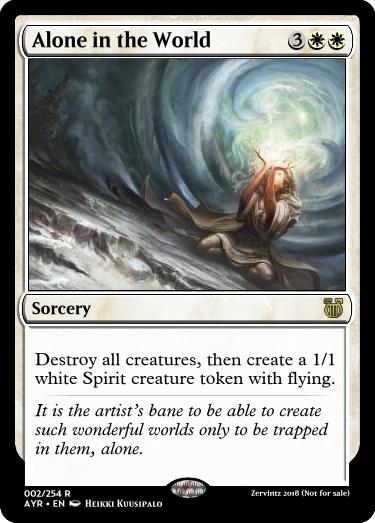 Alone in the World 3
Sorcery
Destroy all creatures, then create a 1/1
white Spirit creature token with flying.
It is the artist's bane to be able to create
such wonderful worlds only to be trapped
in them, alone.
002/254 R
AYR • EN Heikki Kuusipalo
Zervintz 2018 (Not for sale)